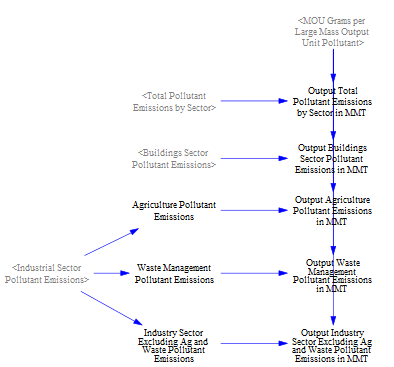 <MOU Grams per
Large Mass Output
Unit Pollutant>
<Total Pollutant
Emissions by Sector>
Output Total
Pollutant Emissions
by Sector in MMT
<Buildings Sector
Pollutant Emissions>
Output Buildings
Sector Pollutant
Emissions in MMT
Agriculture Pollutant
Emissions
Output Agriculture
Pollutant Emissions
in MMT
<Industrial Sector
Pollutant Emissions>
Waste Management
Pollutant Emissions
Output Waste
Management
Pollutant Emissions
in MMT
Industry Sector
Excluding Ag and
Waste Pollutant
Emissions
Output Industry
Sector Excluding Ag
and Waste Pollutant
Emissions in MMT